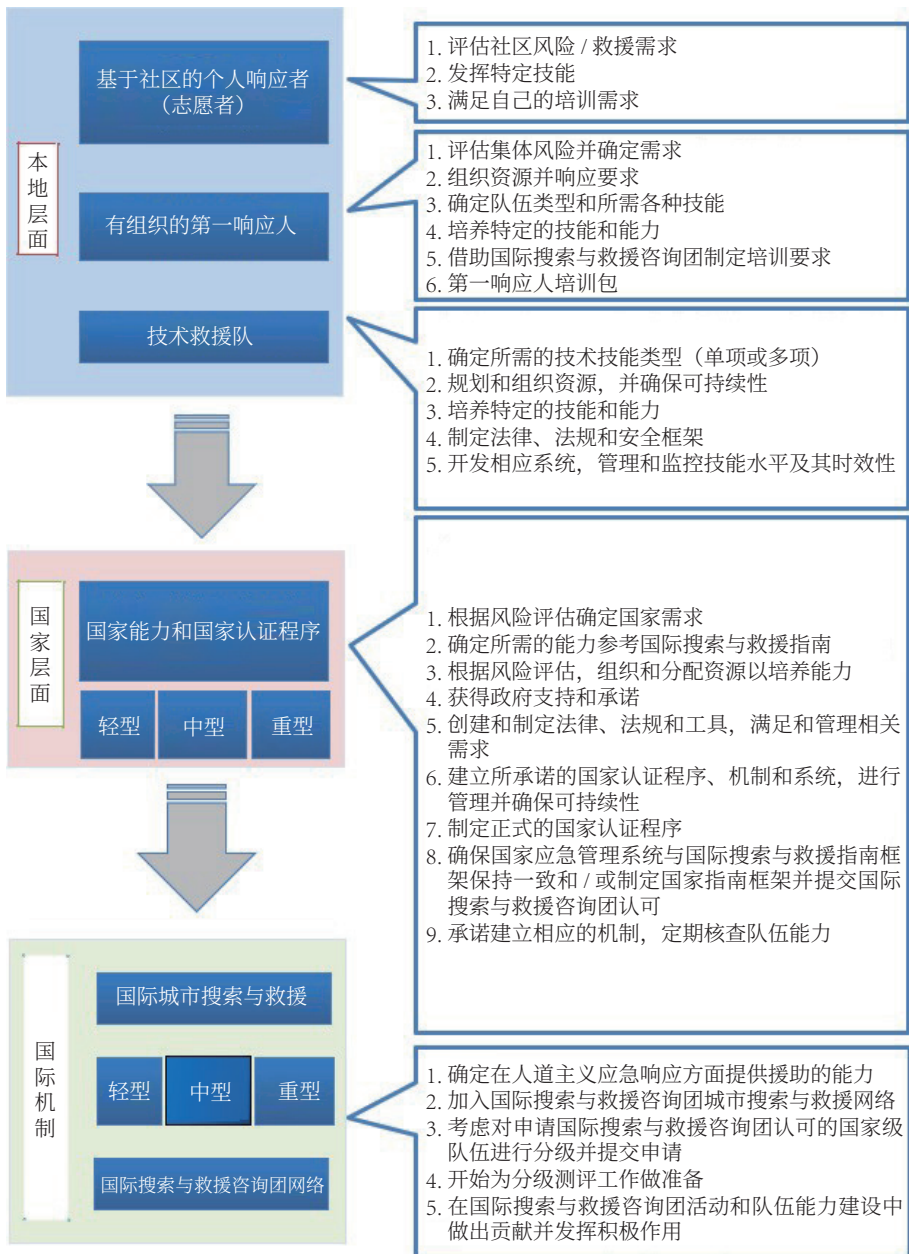 本地层面
基于社区的个人响应者
（志愿者）
1. 评估社区风险 / 救援需求
2. 发挥特定技能
3. 满足自己的培训需求
有组织的第一响应人
1. 评估集体风险并确定需求
2. 组织资源并响应要求
3. 确定队伍类型和所需各种技能
4. 培养特定的技能和能力
5. 借助国际搜索与救援咨询团制定培训要求
6. 第一响应人培训包
技术救援队
1. 确定所需的技术技能类型（单项或多项）
2. 规划和组织资源，并确保可持续性
3. 培养特定的技能和能力
4. 制定法律、法规和安全框架
5. 开发相应系统，管理和监控技能水平及其时效性
国家层面
国家能力和国家认证程序
轻型
中型
重型
1. 根据风险评估确定国家需求
2. 确定所需的能力参考国际搜索与救援指南
3. 根据风险评估，组织和分配资源以培养能力
4. 获得政府支持和承诺
5. 创建和制定法律、法规和工具，满足和管理相关
需求
6. 建立所承诺的国家认证程序、机制和系统，进行
管理并确保可持续性
7. 制定正式的国家认证程序
8. 确保国家应急管理系统与国际搜索与救援指南框
架保持一致和 / 或制定国家指南框架并提交国际
搜索与救援咨询团认可
9. 承诺建立相应的机制，定期核查队伍能力
国际机制
国际城市搜索与救援
轻型
中型
重型
国际搜索与救援咨询团网络
1. 确定在人道主义应急响应方面提供援助的能力
2. 加入国际搜索与救援咨询团城市搜索与救援网络
3. 考虑对申请国际搜索与救援咨询团认可的国家级
队伍进行分级并提交申请
4. 开始为分级测评工作做准备
5. 在国际搜索与救援咨询团活动和队伍能力建设中
做出贡献并发挥积极作用